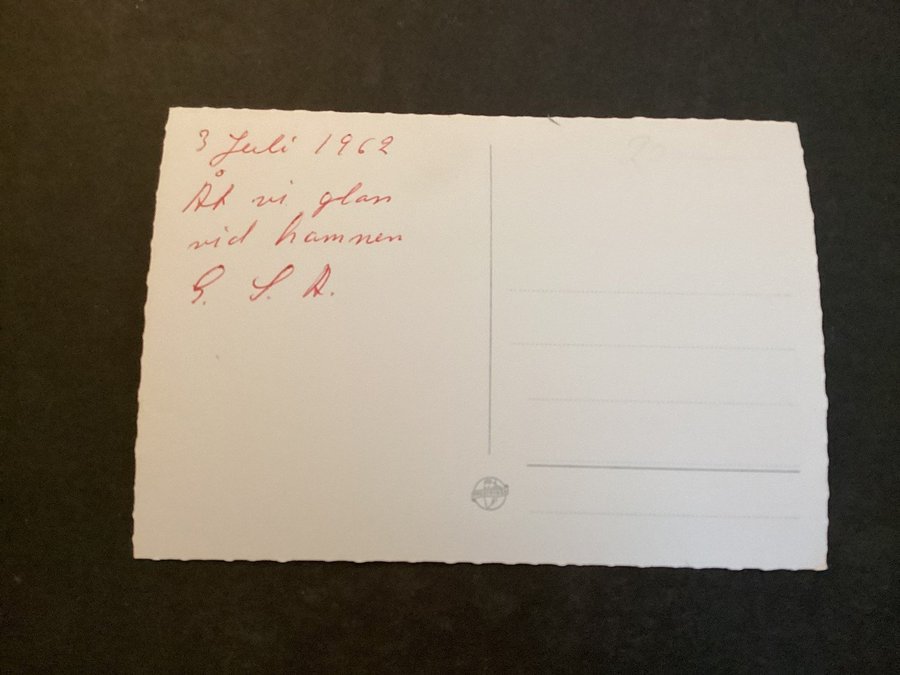 3 Juli 1962
Åt vi glass
vid hamnen
G. S. A.